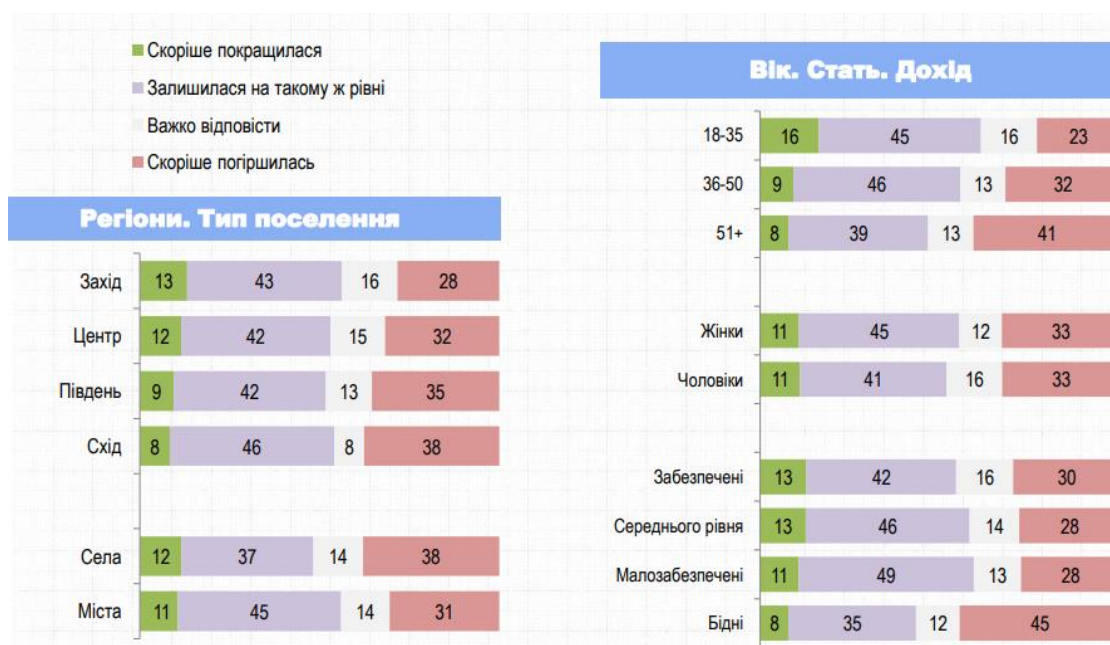 Скоріше покращилася
Залишилася на такому ж рівні
Важко відповісти
Скоріше погіршилась
Регіони. Тип поселення
Захід 13 43 16 28
Центр 12 42 15 32
Південь 9 42 13 35
Схід 8 46 8 38
Села 12 37 14 38
Міста 11 45 14 31
Вік. Стать. Дохід
18-35 16 45 16 23
36-50 9 46 13 32
51+ 8 39 13 41
Жінки 11 45 12 33
Чоловіки 11 41 16 33
Забезпечені 13 42 16 30
Середнього рівня 13 46 14 28
Малозабезпечені 11 49 13 28
Бідні 8 35 12 45